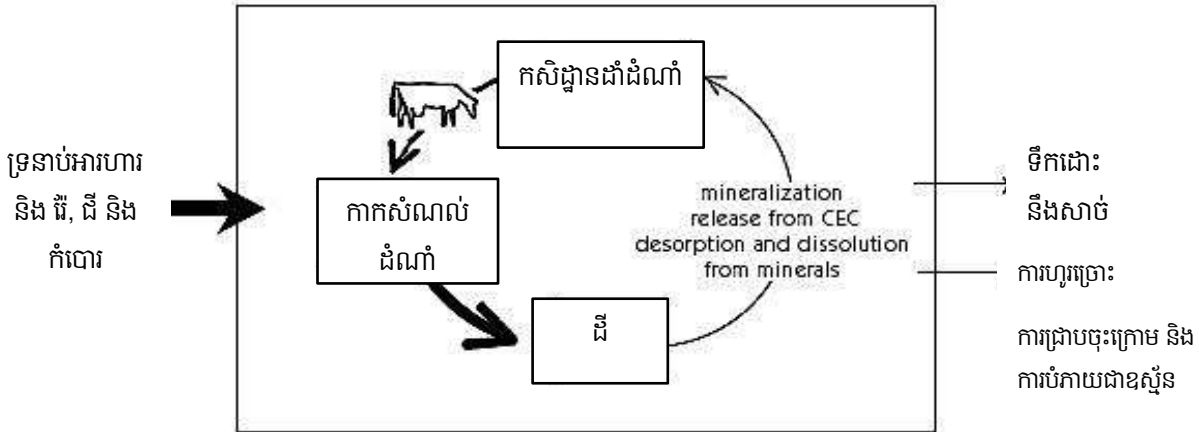 ទ្រនាប់អារហារ
និង រ៉ែ, ជី និង
កំបោរ
កសិដ្ឋានដាំដំណាំ
កាកសំណល់
ដំណាំ
ដី
mineralization
release from CEC
desorption and dissolution
from minerals
ទឹកដោះ
នឹងសាច់
ការហូរច្រោះ
ការជ្រាបចុះក្រោម និង
ការបំភាយជាឧស្ម័ន